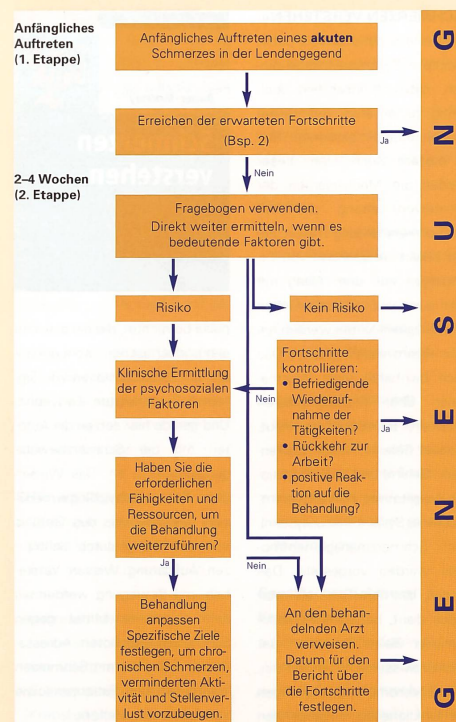 Anfängliches
Auftreten
(1. Etappe)
Anfängliches Auftreten eines akuten
Schmerzes in der Lendengegend
Erreichen der erwarteten Fortschritte
(Bsp. 2)
Ja
Nein
2–4 Wochen
(2. Etappe)
Fragebogen verwenden.
Direkt weiter ermitteln, wenn es
bedeutende Faktoren gibt.
Risiko
Kein Risiko
Klinische Ermittlung
der psychosozialen
Faktoren
Nein
Fortschritte
kontrollieren:
• Befriedigende
Wiederauf-
nahme der
Tätigkeiten?
• Rückkehr zur
Arbeit?
• positive Reak-
tion auf die
Behandlung?
Ja
Haben Sie die
erforderlichen
Fähigkeiten und
Ressourcen, um
die Behandlung
weiterzuführen?
Ja
Nein
Behandlung
anpassen
Spezifische Ziele
festlegen, um chro-
nischen Schmerzen,
verminderten Akti-
vität und Stellenver-
lust vorzubeugen.
An den behan-
delnden Arzt
verweisen.
Datum für den
Bericht über
die Fortschritte
festlegen.
GENESUNG